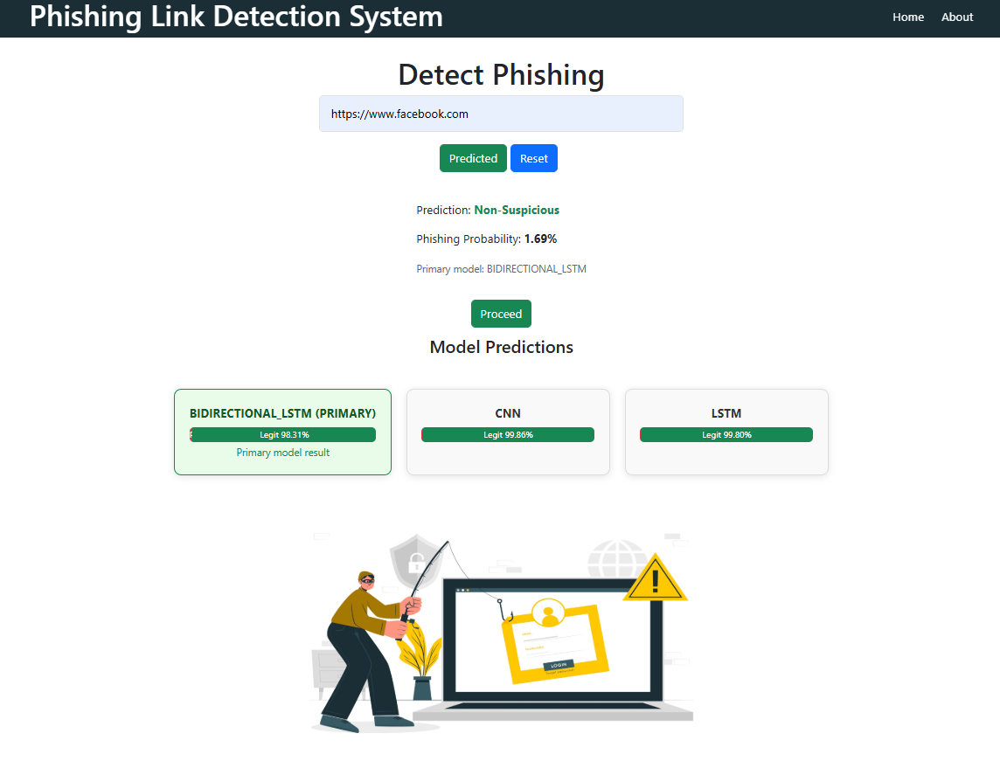 Phishing Link Detection System
Home About
Detect Phishing
https://www.facebook.com
Predicted Reset
Prediction: Non-Suspicious
Phishing Probability: 1.69%
Primary model: BIDIRECTIONAL_LSTM
Proceed
Model Predictions
BIDIRECTIONAL_LSTM (PRIMARY)
Legit 98.31%
Primary model result
CNN
Legit 99.86%
LSTM
Legit 99.80%
LOGIN